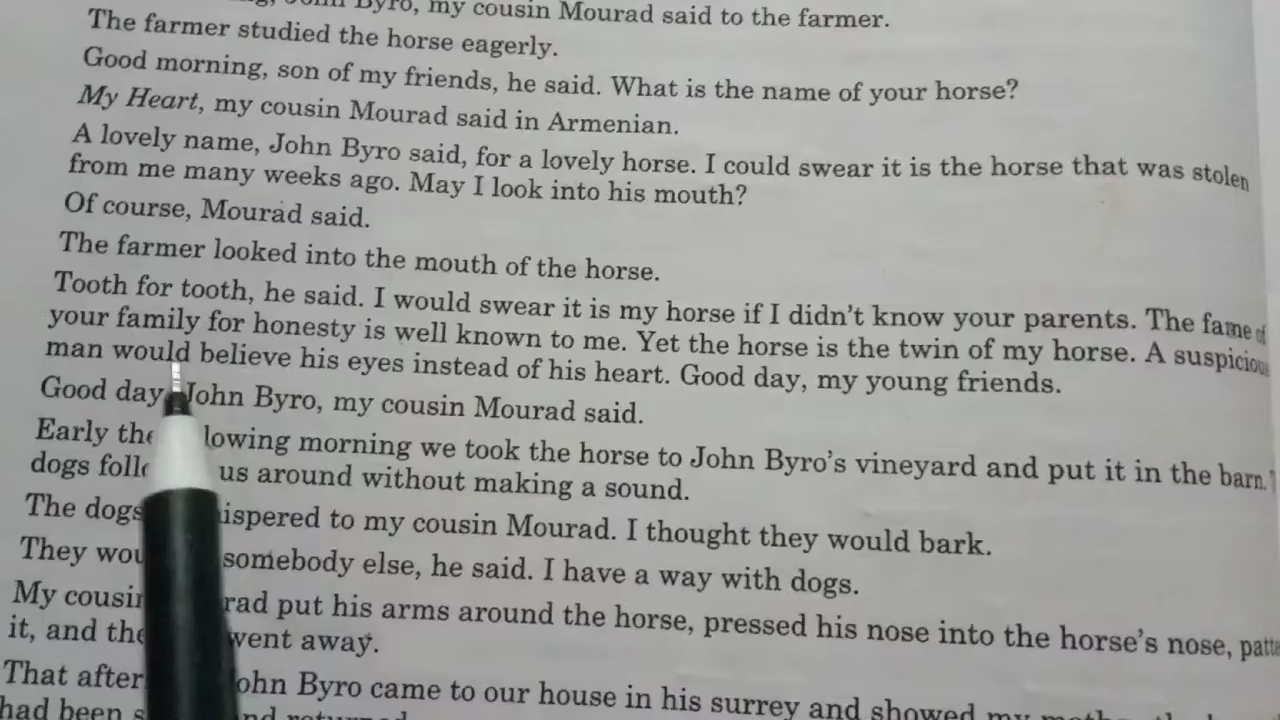 Byro, my cousin Mourad said to the farmer.
The farmer studied the horse eagerly.
Good morning, son of my friends, he said. What is the name of your horse?
My Heart, my cousin Mourad said in Armenian.
A lovely name, John Byro said, for a lovely horse. I could swear it is the horse that was stolen
from me many weeks ago. May I look into his mouth?
Of course, Mourad said.
The farmer looked into the mouth of the horse.
Tooth for tooth, he said. I would swear it is my horse if I didn't know your parents. The fame of
your family for honesty is well known to me. Yet the horse is the twin of my horse. A suspicious
man would believe his eyes instead of his heart. Good day, my young friends.
Good day, John Byro, my cousin Mourad said.
Early the lowing morning we took the horse to John Byro's vineyard and put it in the barn.
dogs us around without making a sound.
The dogs ispered to my cousin Mourad. I thought they would bark.
They somebody else, he said. I have a way with dogs.
My rad put his arms around the horse, pressed his nose into the horse's nose,
it, and went away.
That John Byro came to our house in his surrey and showed my
had been